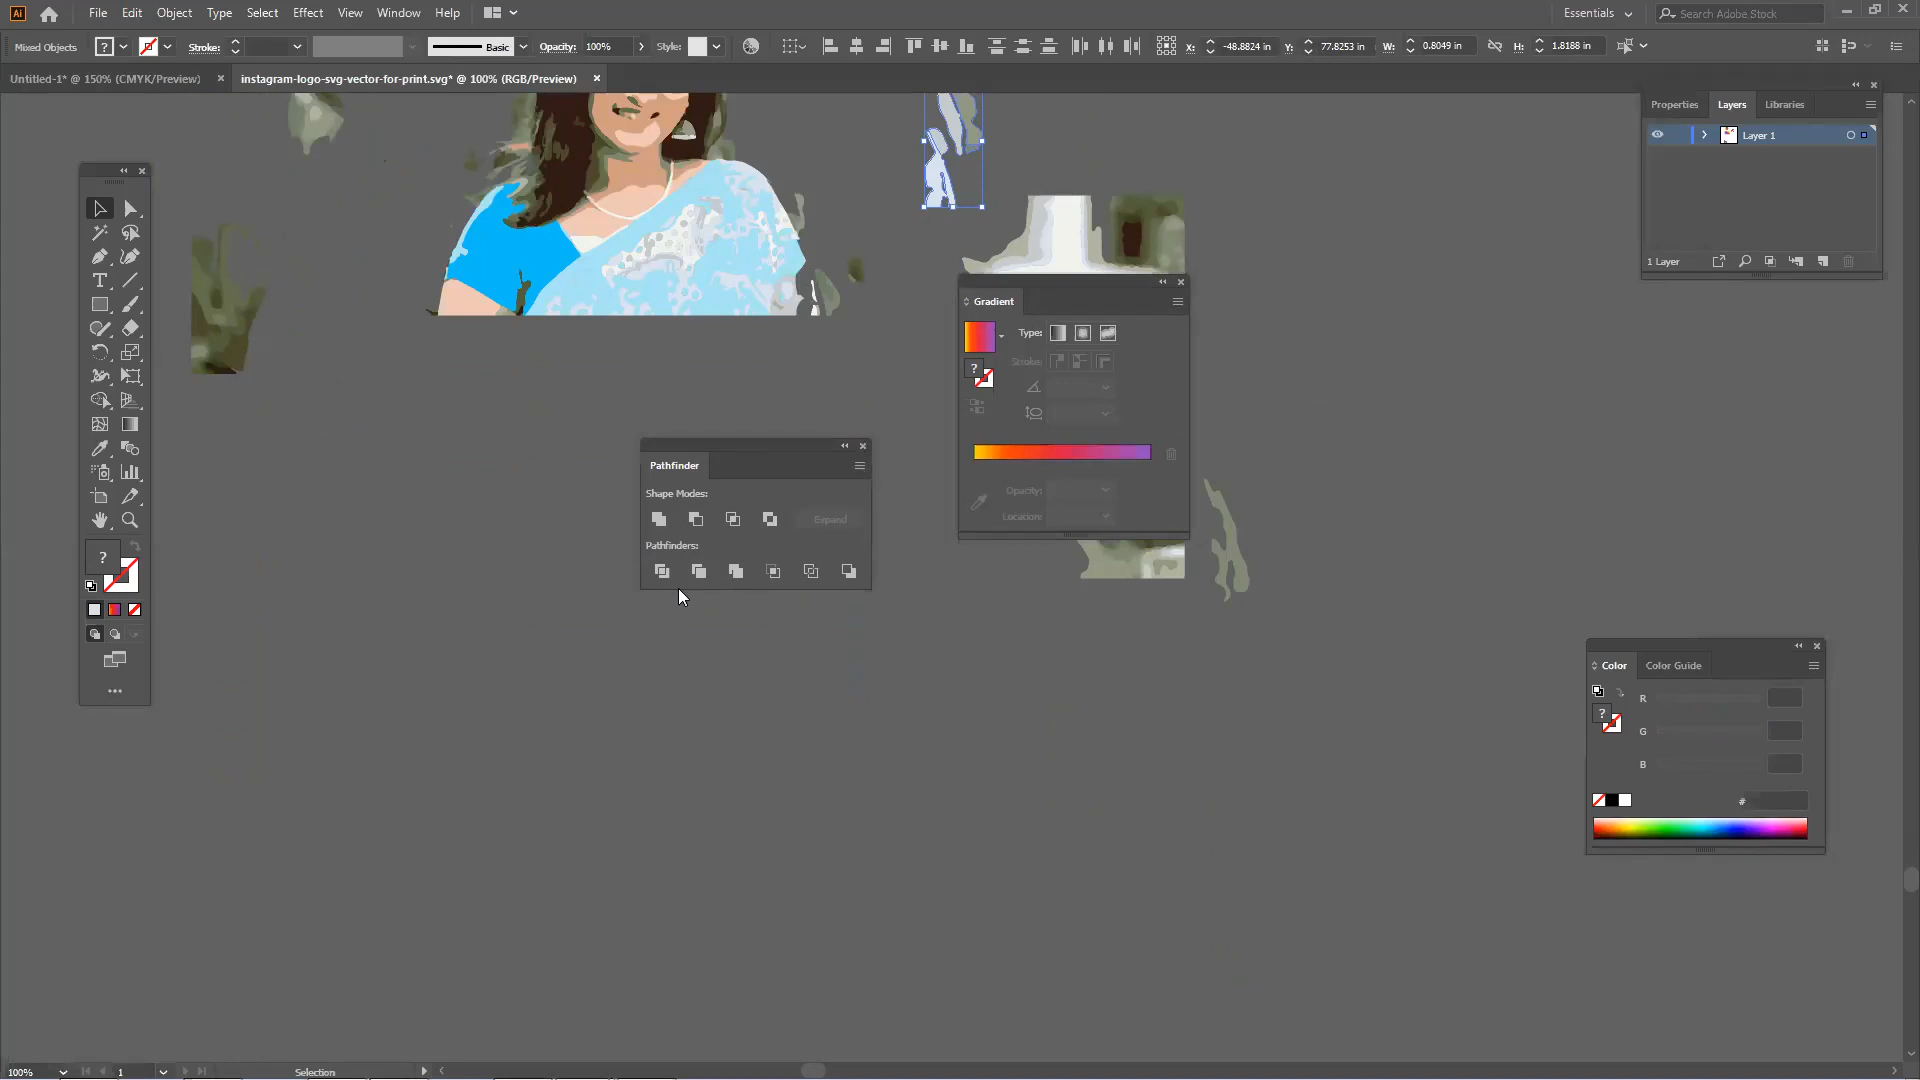 Ai File Edit Object Type Select Effect View Window Help Essentials Search Adobe Stock
Mixed Objects ? Stroke: Basic Opacity: 100% Style: X: -48.8824 in Y: 77.8253 in W: 0.8049 in H: 1.8188 in
Untitled-1* @ 150% (CMYK/Preview) × instagram-logo-svg-vector-for-print.svg* @ 100% (RGB/Preview) ×
Properties Layers Libraries
Layer 1
1 Layer
Gradient
Type:
Stroke:
?
Opacity:
Location:
Pathfinder
Shape Modes:
Expand
Pathfinders:
?
Color Color Guide
R
?
G
B
#
100% 1 Selection